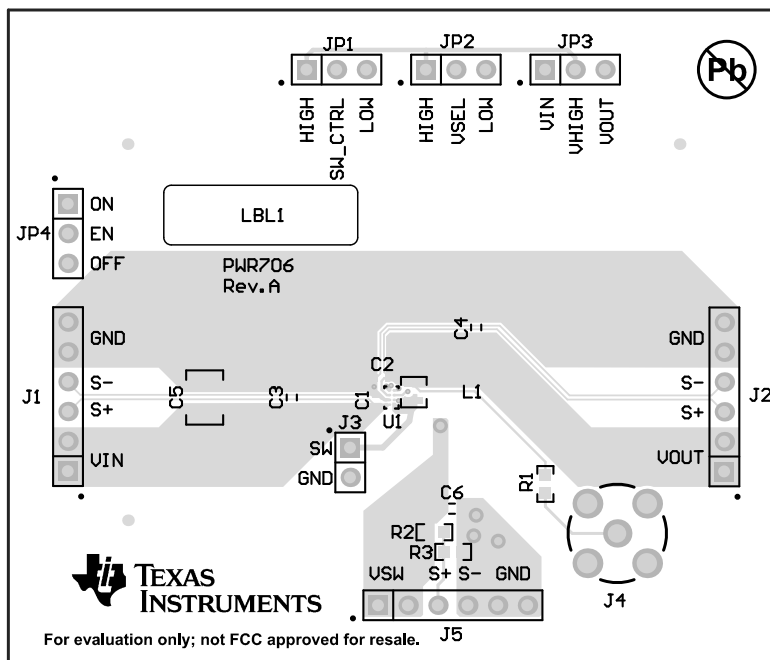 JP1 JP2 JP3
Pb
HIGH SW_CTRL LOW HIGH VSEL LOW VIN VHIGH VOUT
ON
JP4 EN
OFF
LBL1
PWR706
Rev.A
GND C4 GND
C2
J1 S- C5 C3 C1 L1 S- J2
S+ U1 S+
J3
VIN SW VOUT
GND R1
C6
R2
R3
VSW S+ S- GND
J4
J5
TEXAS
INSTRUMENTS
For evaluation only; not FCC approved for resale.